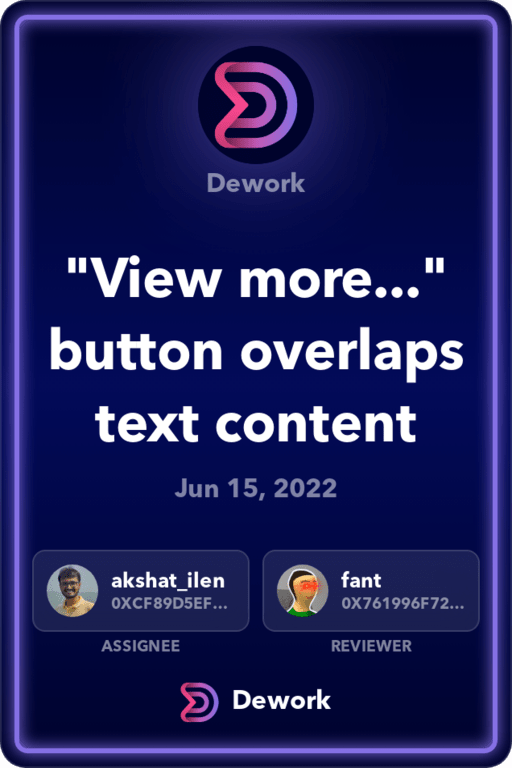 Dework
"View more..."
button overlaps
text content
Jun 15, 2022
akshat_ilen
0XCF89D5EF...
ASSIGNEE
fant
0X761996F72...
REVIEWER
Dework